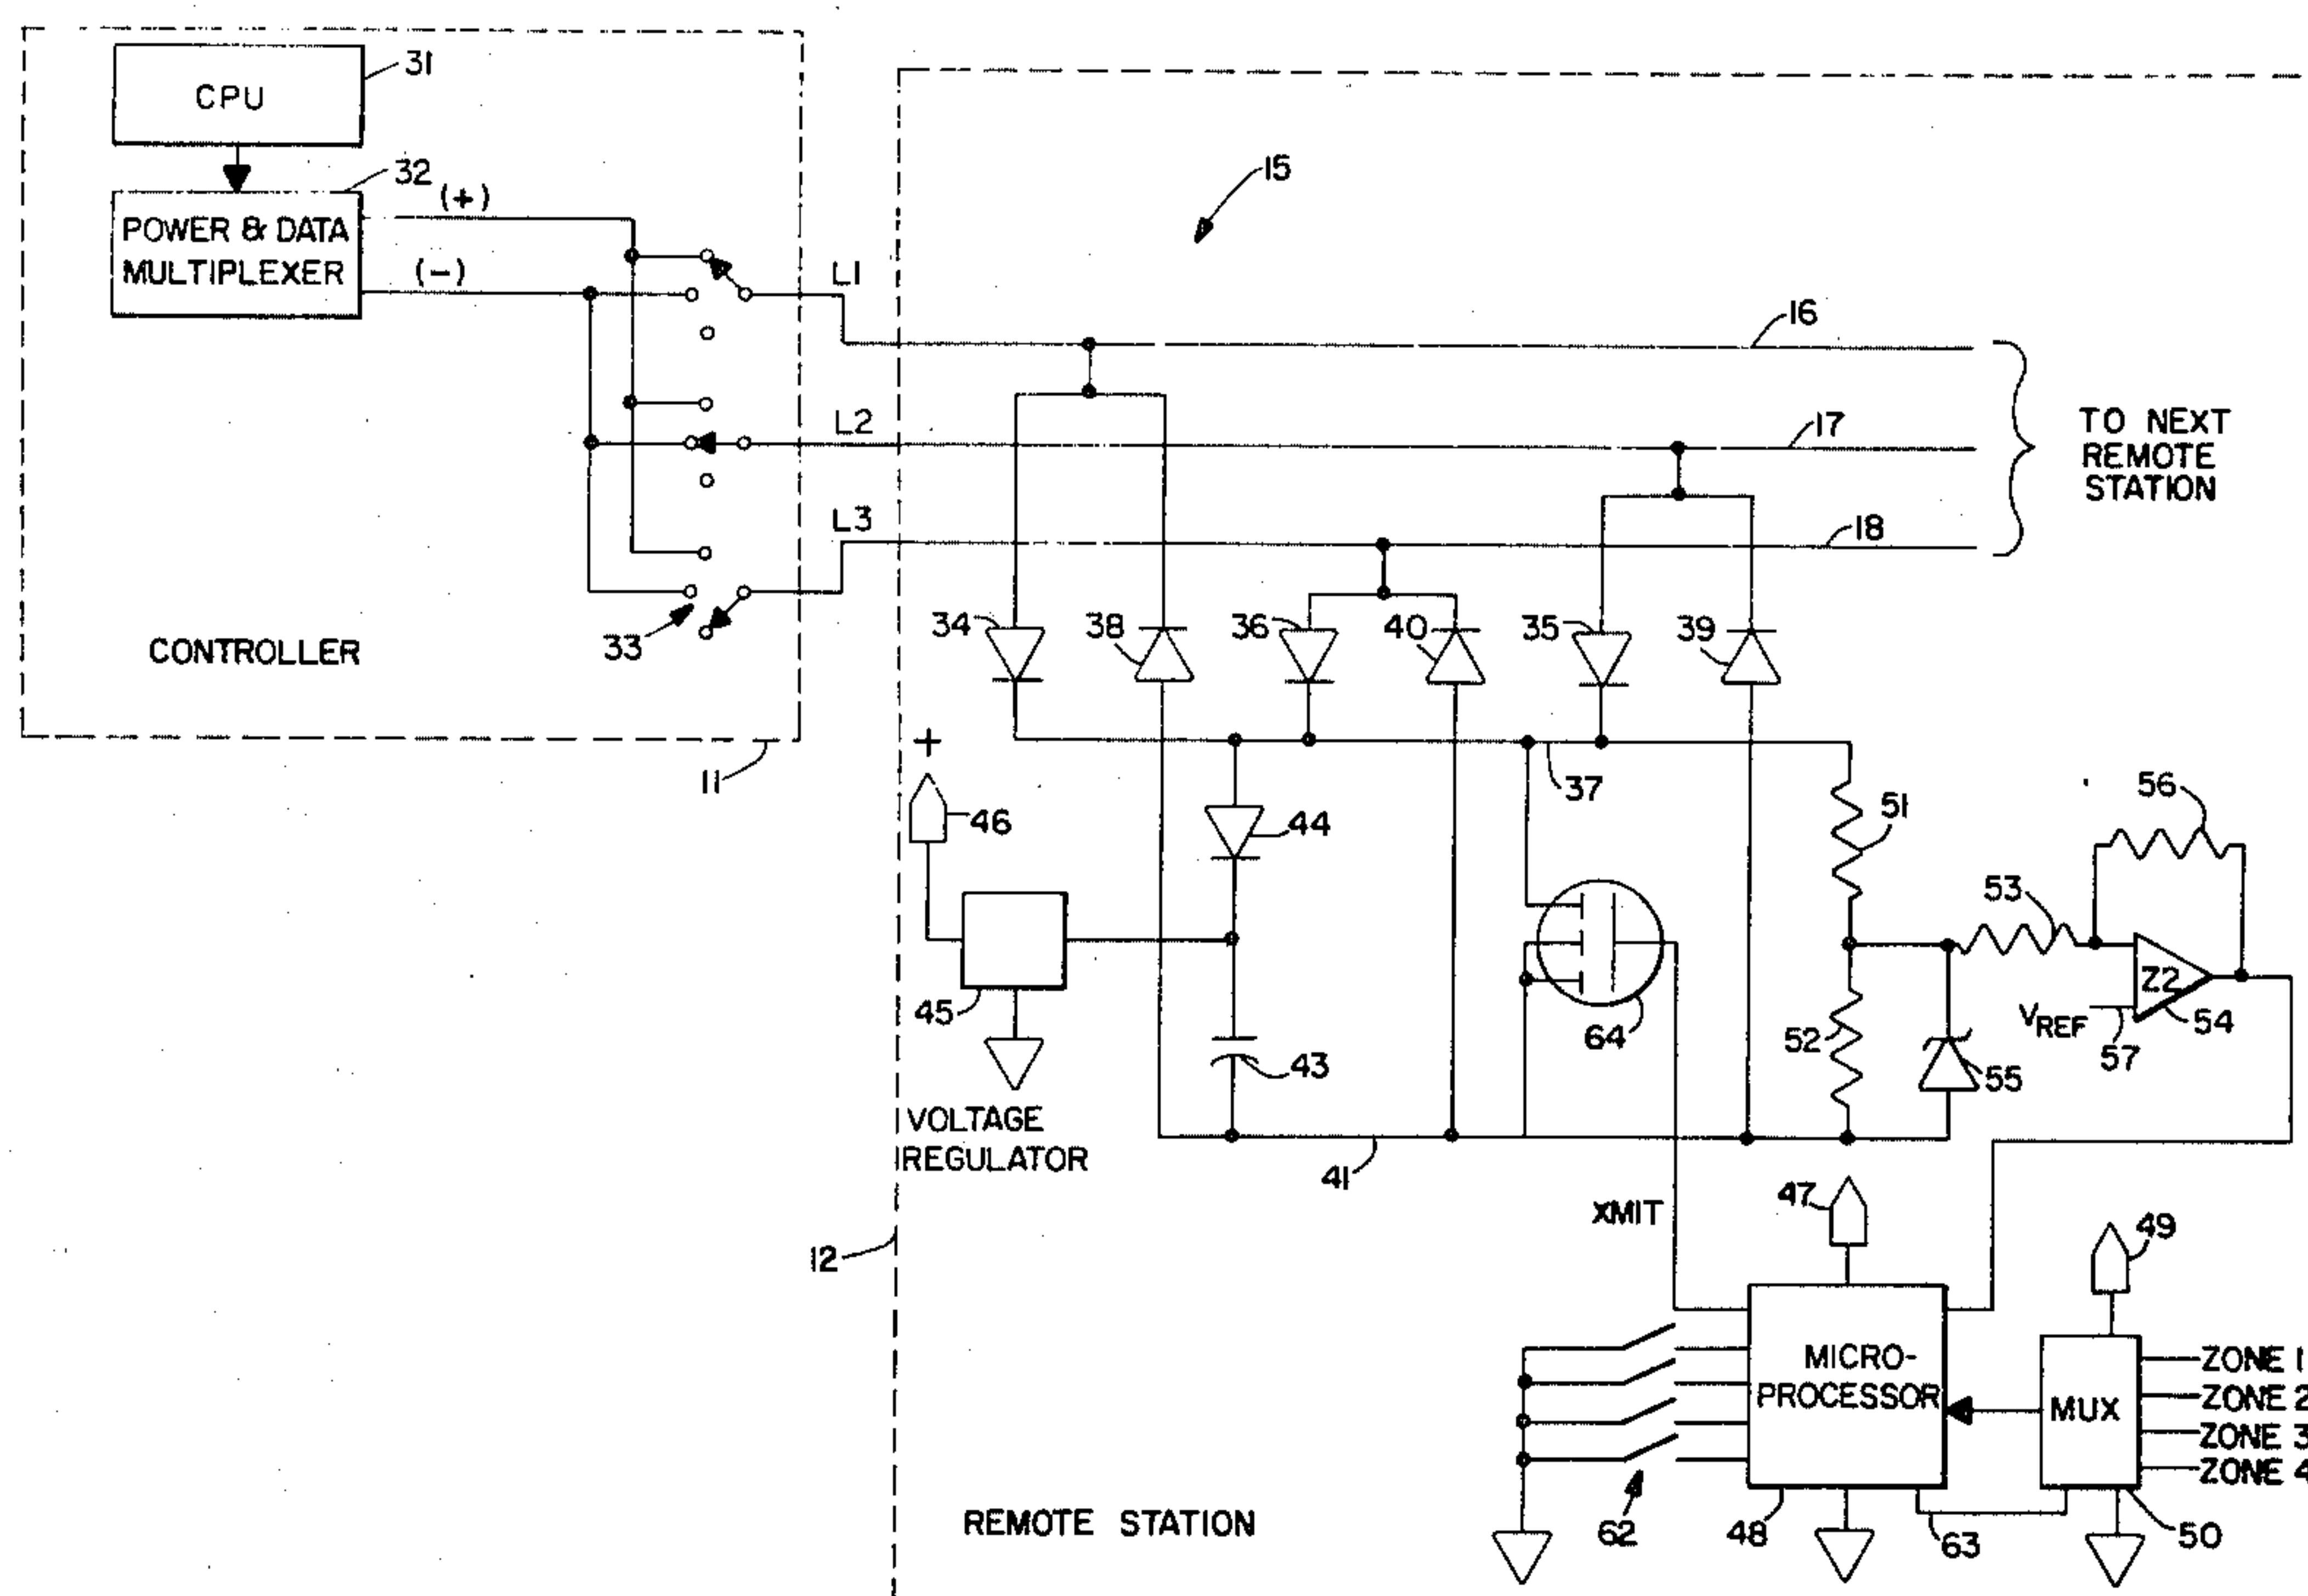 CPU
31
32
POWER & DATA
MULTIPLEXER
(+)
(-)
15
L1
16
L2
17
TO NEXT
REMOTE
STATION
L3
18
33
CONTROLLER
11
34
38
36
40
35
39
+
46
44
37
51
56
53
45
43
64
52
55
Z2
VREF
57
54
VOLTAGE
REGULATOR
41
XMIT
47
49
12
MICRO-
PROCESSOR
MUX
ZONE 1
ZONE 2
ZONE 3
ZONE 4
REMOTE STATION
62
48
63
50